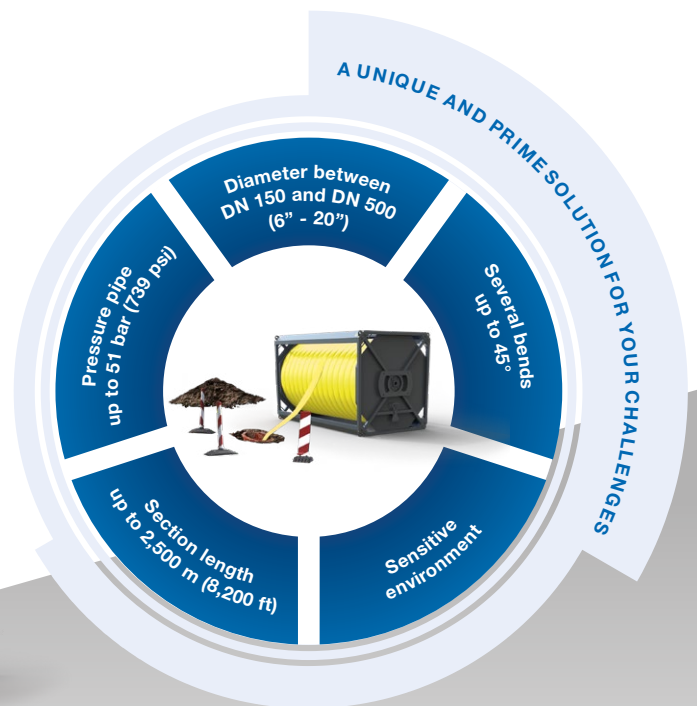 A UNIQUE AND PRIME SOLUTION FOR YOUR CHALLENGES
Diameter between
DN 150 and DN 500
(6” - 20”)
Several bends
up to 45°
Sensitive
environment
Section length
up to 2,500 m (8,200 ft)
Pressure pipe
up to 51 bar (739 psi)